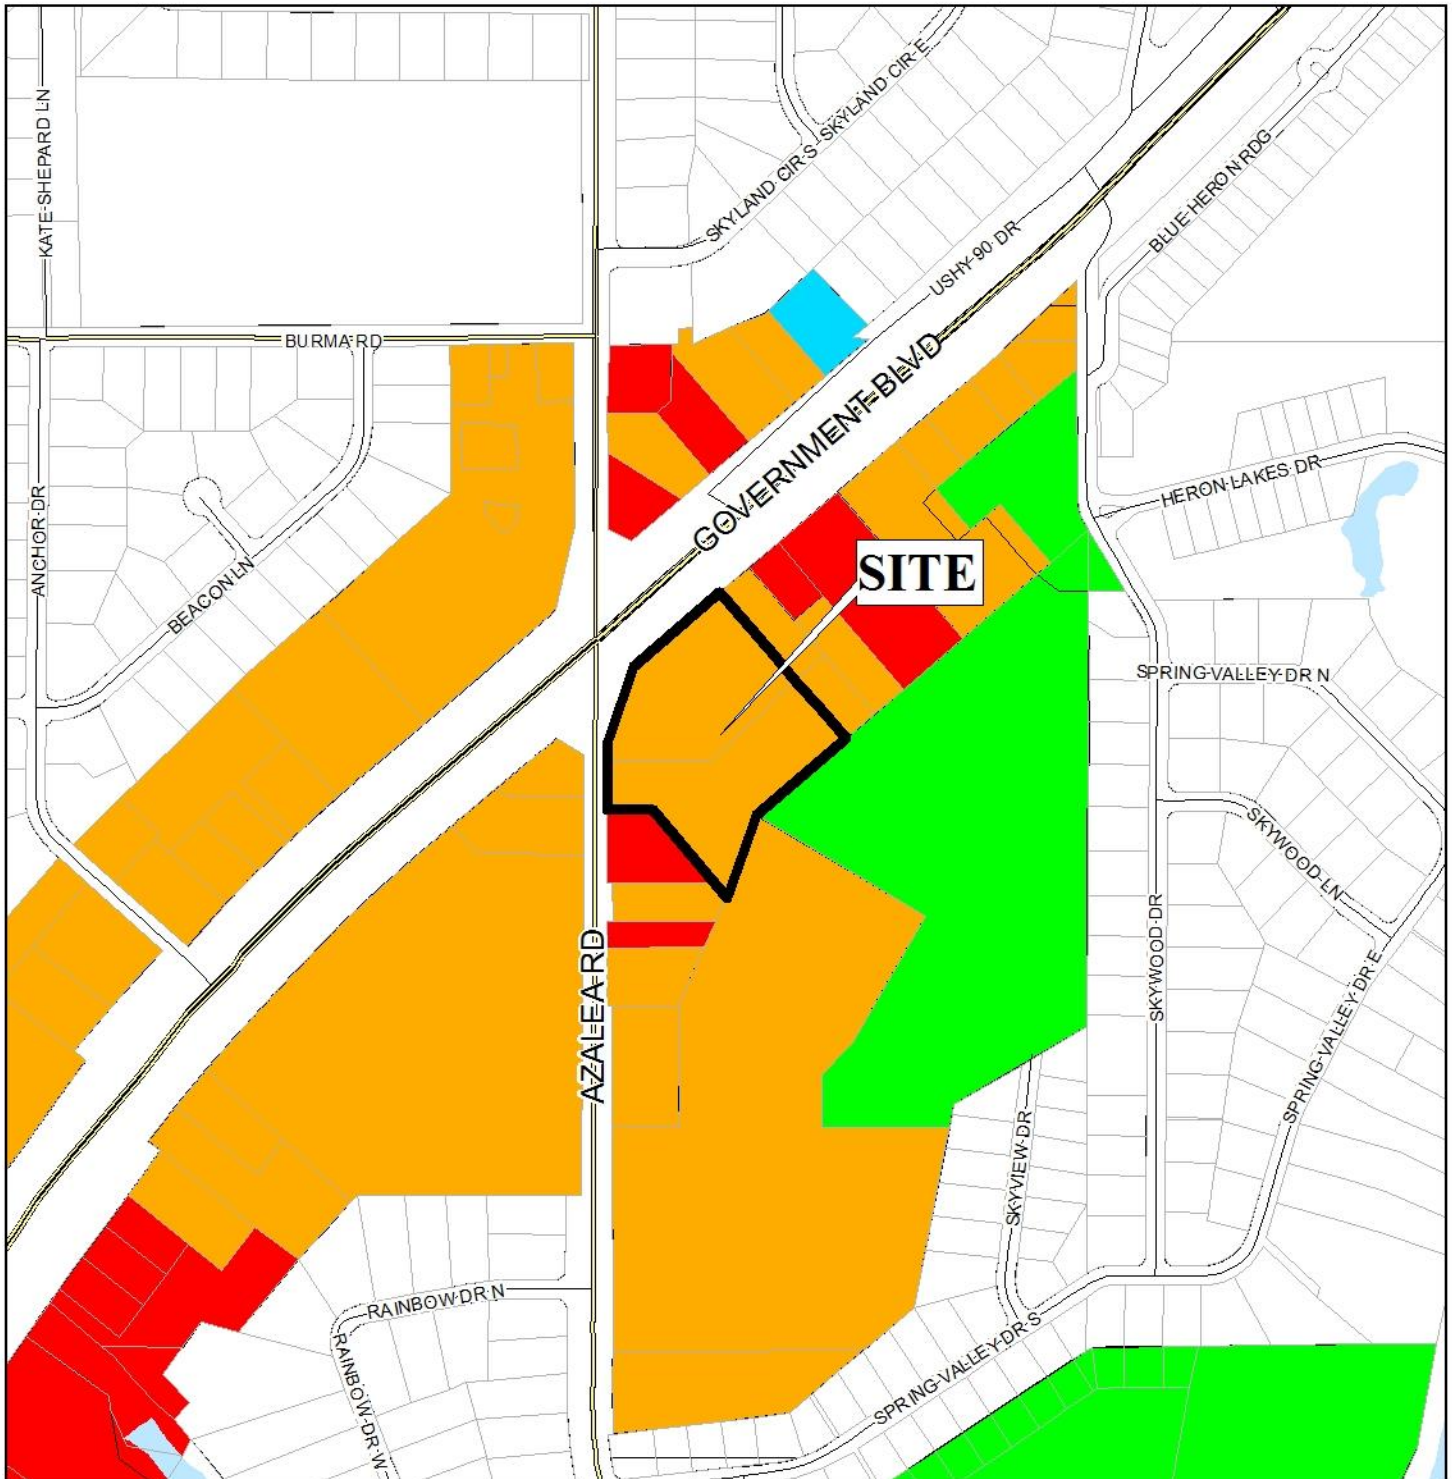 KATE SHEPARD LN
SKYLAND CIR E
SKYLAND CIR S
BLUE HERON RDG
USHY 90 DR
BURMA RD
GOVERNMENT BLVD
HERON LAKES DR
ANCHOR DR
BEACON LN
SITE
SPRING VALLEY DR N
SKYWOOD LN
SKYWOOD DR
AZALEA RD
SPRING VALLEY DR E
SKYVIEW DR
RAINBOW DR N
RAINBOW DR W
SPRING VALLEY DR S